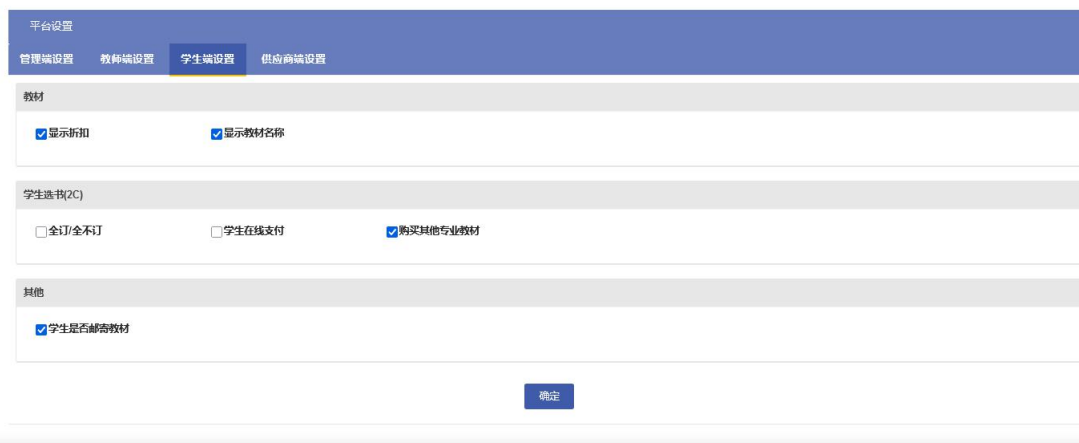 平台设置
管理端设置 教师端设置 学生端设置 供应商端设置
教材
显示折扣 显示教材名称
学生选书(2C)
全订/全不订 学生在线支付 购买其他专业教材
其他
学生是否邮寄教材
确定